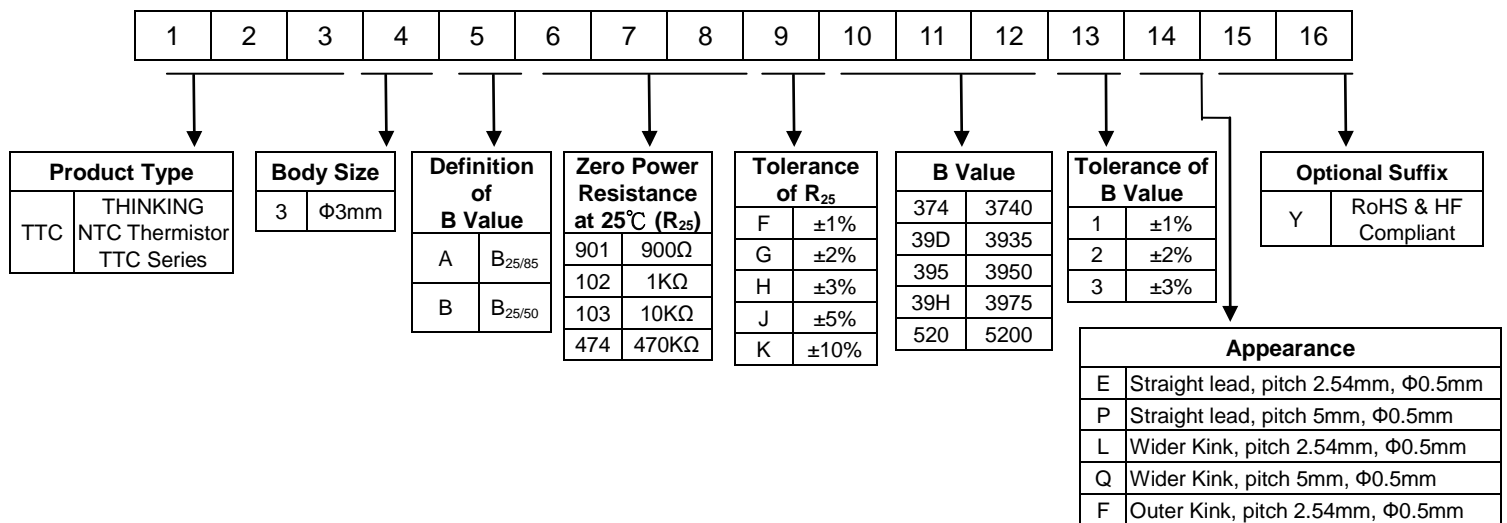 1 2 3 4 5 6 7 8 9 10 11 12 13 14 15 16
Product Type
TTC THINKING
NTC Thermistor
TTC Series
Body Size
3 Φ3mm
Definition
of
B Value
A B25/85
B B25/50
Zero Power
Resistance
at 25℃ (R25)
901 900Ω
102 1KΩ
103 10KΩ
474 470KΩ
Tolerance
of R25
F ±1%
G ±2%
H ±3%
J ±5%
K ±10%
B Value
374 3740
39D 3935
395 3950
39H 3975
520 5200
Tolerance of
B Value
1 ±1%
2 ±2%
3 ±3%
Optional Suffix
Y RoHS & HF
Compliant
Appearance
E Straight lead, pitch 2.54mm, Φ0.5mm
P Straight lead, pitch 5mm, Φ0.5mm
L Wider Kink, pitch 2.54mm, Φ0.5mm
Q Wider Kink, pitch 5mm, Φ0.5mm
F Outer Kink, pitch 2.54mm, Φ0.5mm